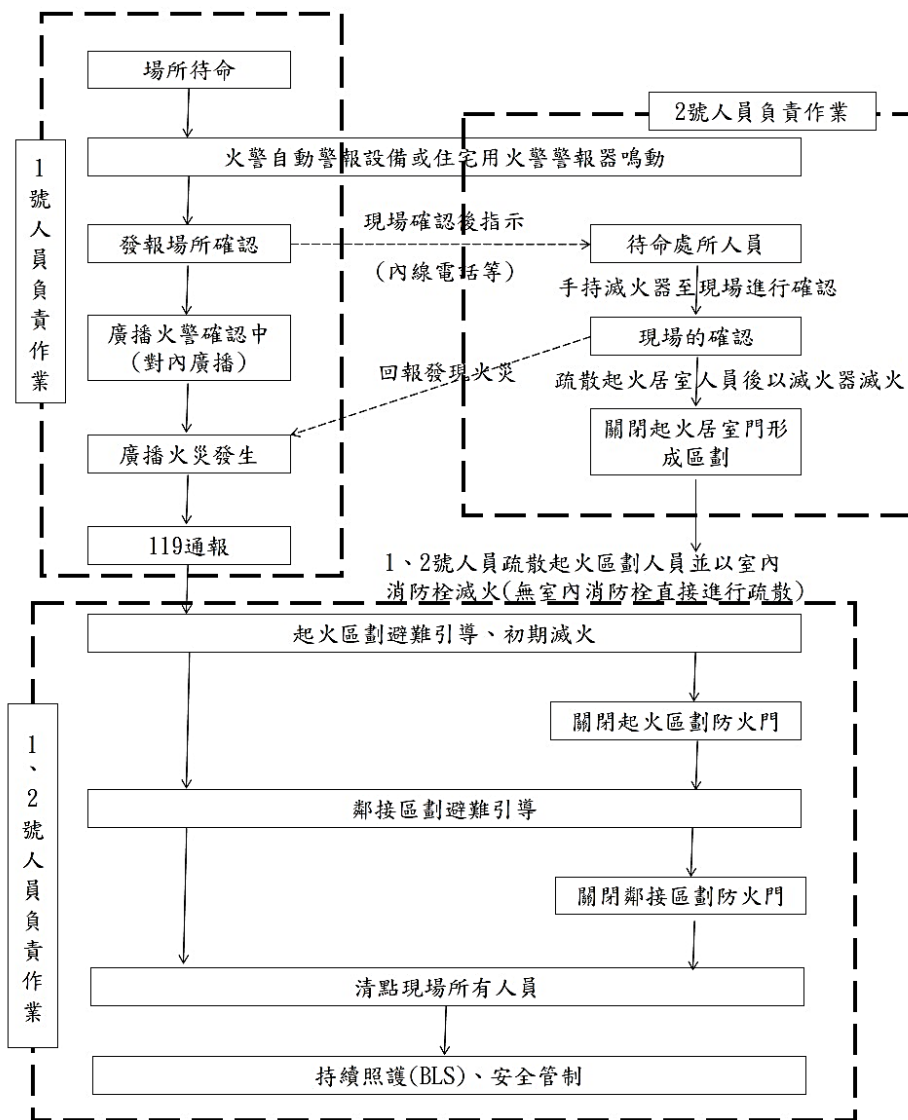 場所待命
2號人員負責作業
1號人員負責作業
火警自動警報設備或住宅用火警警報器鳴動
發報場所確認
現場確認後指示
(內線電話等)
待命處所人員
手持滅火器至現場進行確認
廣播火警確認中
(對內廣播)
現場的確認
回報發現火災
疏散起火居室人員後以滅火器滅火
廣播火災發生
關閉起火居室門形
成區劃
119通報
1、2號人員疏散起火區劃人員並以室內
消防栓滅火(無室內消防栓直接進行疏散)
起火區劃避難引導、初期滅火
1、2號人員負責作業
關閉起火區劃防火門
鄰接區劃避難引導
關閉鄰接區劃防火門
清點現場所有人員
持續照護(BLS)、安全管制